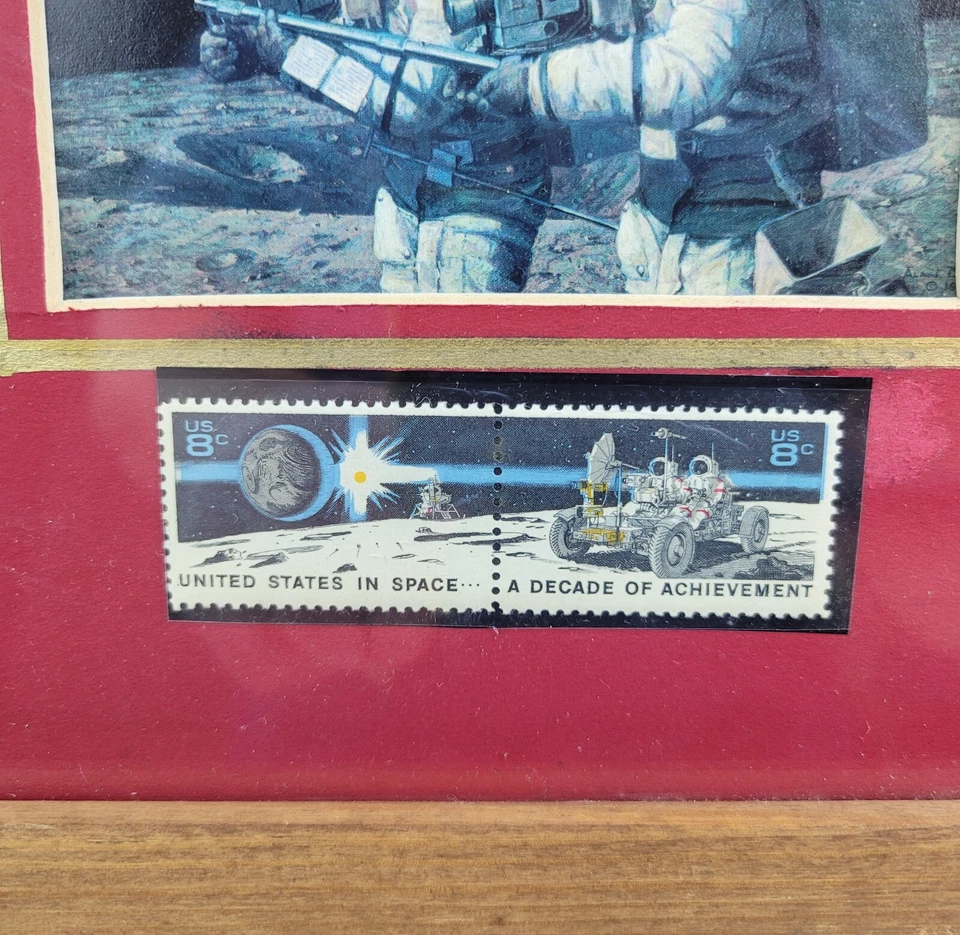 US
8c
US
8c
UNITED STATES IN SPACE...
A DECADE OF ACHIEVEMENT